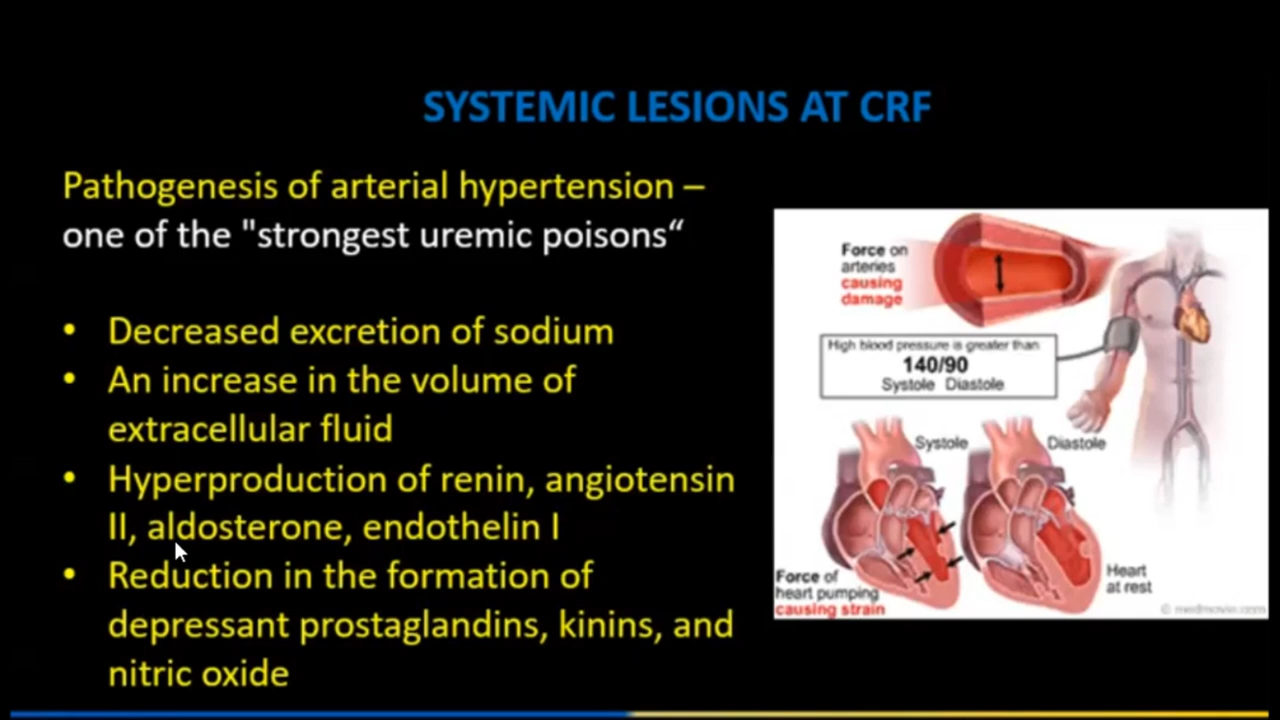 SYSTEMIC LESIONS AT CRF
Pathogenesis of arterial hypertension –
one of the "strongest uremic poisons“
• Decreased excretion of sodium
• An increase in the volume of
extracellular fluid
• Hyperproduction of renin, angiotensin
II, aldosterone, endothelin I
• Reduction in the formation of
depressant prostaglandins, kinins, and
nitric oxide
Force on
arteries
causing
damage
High blood pressure is greater than
140/90
Systole Diastole
Systole
Diastole
Force of
heart pumping
causing strain
Heart
at rest
© medmovie.com